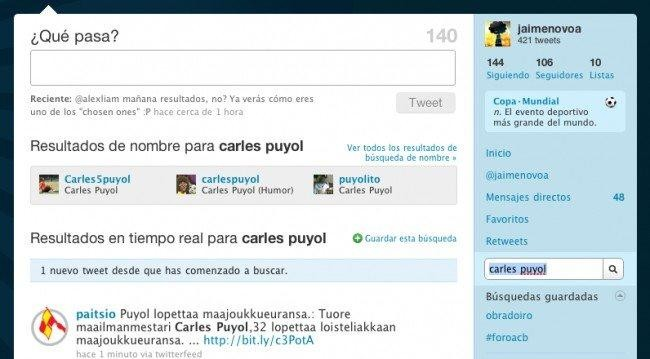 ¿Qué pasa?
140
Reciente: @alexliam mañana resultados, no? Ya verás cómo eres
uno de los "chosen ones" :P hace cerca de 1 hora
Tweet
Resultados de nombre para carles puyol
Ver todos los resultados de
búsqueda de nombre »
Carles5puyol
Carles Puyol
carlespuyol
Carles Puyol (Humor)
puyolito
Carles Puyol
Resultados en tiempo real para carles puyol
Guardar esta búsqueda
1 nuevo tweet desde que has comenzado a buscar.
paitsio Puyol lopettaa maajoukkueuransa.: Tuore
maailmanmestari Carles Puyol,32 lopettaa loisteliakkaan
maajoukkueuransa. ... http://bit.ly/c3PotA
hace 1 minuto via twitterfeed
jaimenovoa
421 tweets
144
Siguiendo
106
Seguidores
10
Listas
Copa·Mundial
n. El evento deportivo
más grande del mundo.
Inicio
@jaimenovoa
Mensajes directos 48
Favoritos
Retweets
carles puyol
Búsquedas guardadas
obradoiro
#foroacb